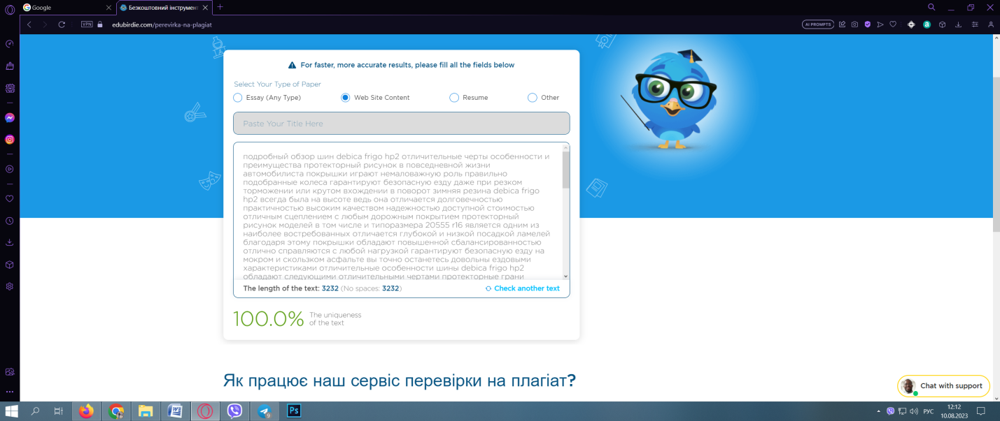 Google
Безкоштовний інструмент
VPN
edubirdie.com/perevirka-na-plagiat
AI PROMPTS
For faster, more accurate results, please fill all the fields below
Select Your Type of Paper
Essay (Any Type)
Web Site Content
Resume
Other
Paste Your Title Here
подробный обзор шин debica frigo hp2 отличительные черты особенности и
преимущества протекторный рисунок в повседневной жизни
автомобилиста покрышки играют немаловажную роль правильно
подобранные колеса гарантируют безопасную езду даже при резком
торможении или крутом вхождении в поворот зимняя резина debica frigo
hp2 всегда была на высоте ведь она отличается долговечностью
практичностью высоким качеством надежностью доступной стоимостью
отличным сцеплением с любым дорожным покрытием протекторный
рисунок моделей в том числе и типоразмера 20555 r16 является одним из
наиболее востребованных отличается глубокой и низкой посадкой ламелей
благодаря этому покрышки обладают повышенной сбалансированностью
отлично справляются с любой нагрузкой гарантируют безопасную езду на
мокром и скользком асфальте вы точно останетесь довольны ездовыми
характеристиками отличительные особенности шины debica frigo hp2
обладают следующими отличительными чертами протекторные грани
The length of the text: 3232 (No spaces: 3232)
Check another text
100.0%
The uniqueness
of the text
Як працює наш сервіс перевірки на плагіат?
Chat with support
9
Ps
РУС
12:12
10.08.2023